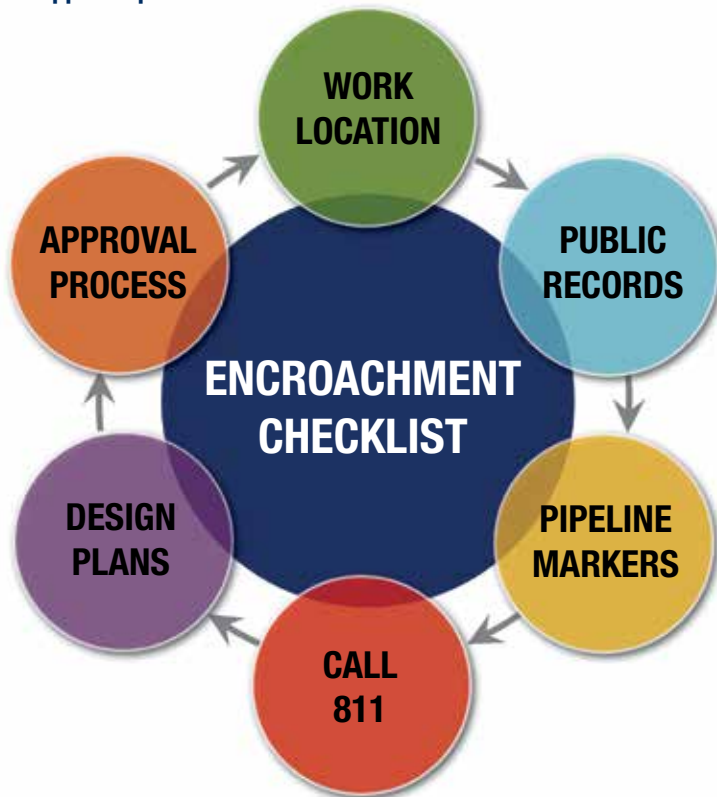 WORK
LOCATION
PUBLIC
RECORDS
PIPELINE
MARKERS
CALL
811
DESIGN
PLANS
APPROVAL
PROCESS
ENCROACHMENT
CHECKLIST